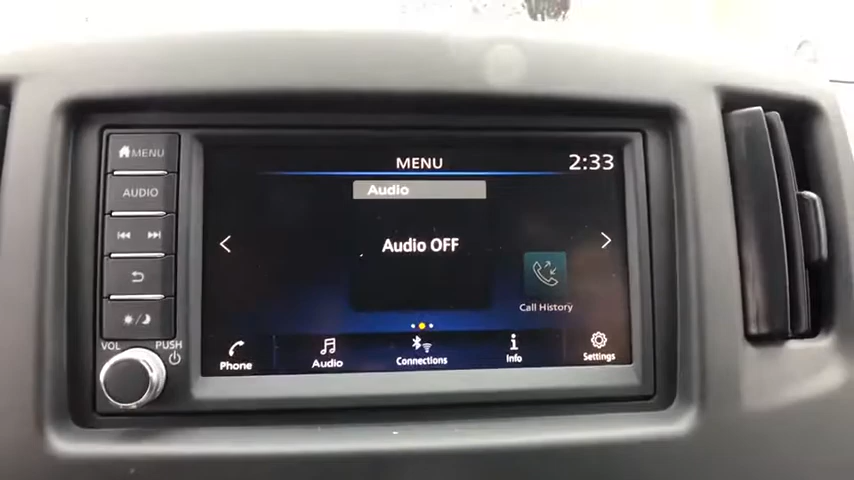 MENU
AUDIO
VOL
PUSH
MENU
2:33
Audio
Audio OFF
Call History
Phone
Audio
Connections
Info
Settings